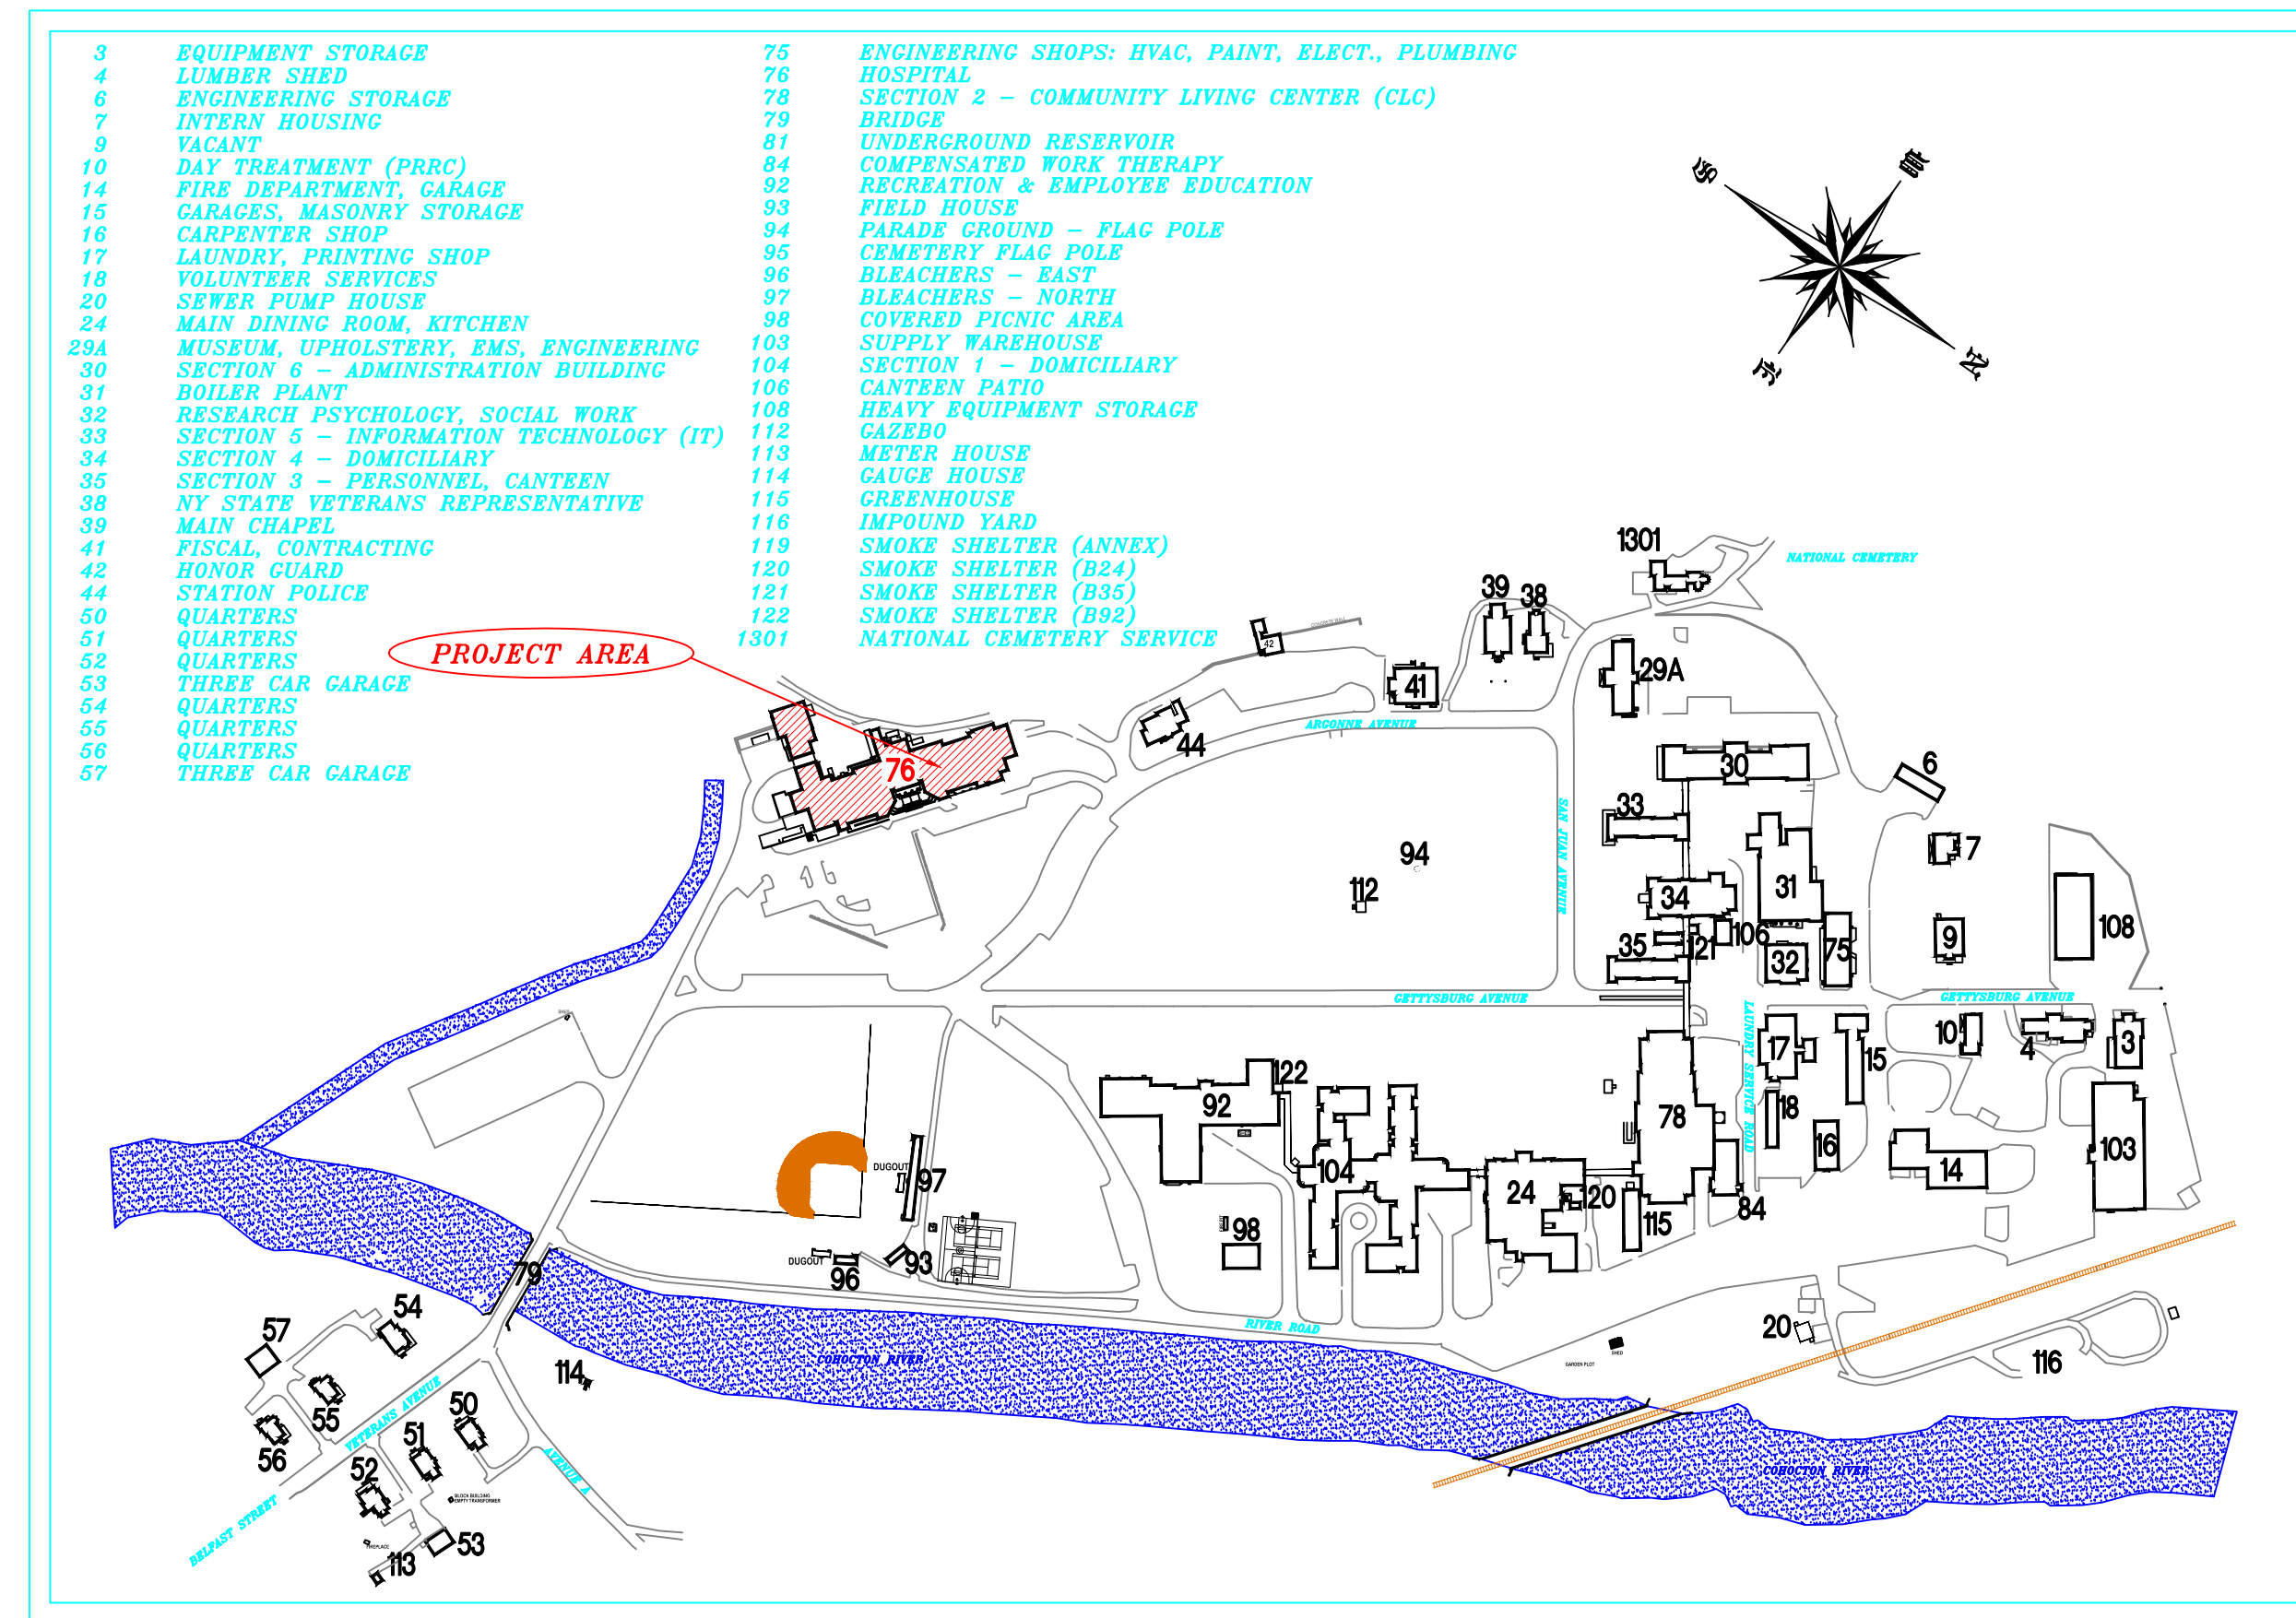 3 EQUIPMENT STORAGE
4 LUMBER SHED
6 ENGINEERING STORAGE
7 INTERN HOUSING
9 VACANT
10 DAY TREATMENT (PRRC)
14 FIRE DEPARTMENT, GARAGE
15 GARAGES, MASONRY STORAGE
16 CARPENTER SHOP
17 LAUNDRY, PRINTING SHOP
18 VOLUNTEER SERVICES
20 SEWER PUMP HOUSE
24 MAIN DINING ROOM, KITCHEN
29A MUSEUM, UPHOLSTERY, EMS, ENGINEERING
30 SECTION 6 - ADMINISTRATION BUILDING
31 BOILER PLANT
32 RESEARCH PSYCHOLOGY, SOCIAL WORK
33 SECTION 5 - INFORMATION TECHNOLOGY (IT)
34 SECTION 4 - DOMICILIARY
35 SECTION 3 - PERSONNEL, CANTEEN
38 NY STATE VETERANS REPRESENTATIVE
39 MAIN CHAPEL
41 FISCAL, CONTRACTING
42 HONOR GUARD
44 STATION POLICE
50 QUARTERS
51 QUARTERS
52 QUARTERS
53 THREE CAR GARAGE
54 QUARTERS
55 QUARTERS
56 QUARTERS
57 THREE CAR GARAGE
75 ENGINEERING SHOPS: HVAC, PAINT, ELECT., PLUMBING
76 HOSPITAL
78 SECTION 2 - COMMUNITY LIVING CENTER (CLC)
79 BRIDGE
81 UNDERGROUND RESERVOIR
84 COMPENSATED WORK THERAPY
92 RECREATION & EMPLOYEE EDUCATION
93 FIELD HOUSE
94 PARADE GROUND - FLAG POLE
95 CEMETERY FLAG POLE
96 BLEACHERS - EAST
97 BLEACHERS - NORTH
98 COVERED PICNIC AREA
103 SUPPLY WAREHOUSE
104 SECTION 1 - DOMICILIARY
106 CANTEEN PATIO
108 HEAVY EQUIPMENT STORAGE
112 GAZEBO
113 METER HOUSE
114 GAUGE HOUSE
115 GREENHOUSE
116 IMPOUND YARD
119 SMOKE SHELTER (ANNEX)
120 SMOKE SHELTER (B24)
121 SMOKE SHELTER (B35)
122 SMOKE SHELTER (B92)
1301 NATIONAL CEMETERY SERVICE
S
E
W
N
PROJECT AREA
1301
NATIONAL CEMETERY
39
38
CONCRETE WALL
42
29A
41
ARGONNE AVENUE
44
76
30
6
SAN JUAN AVENUE
33
7
94
31
112
34
108
106
9
35
121
75
32
GETTYSBURG AVENUE
GETTYSBURG AVENUE
LAUNDRY SERVICE ROAD
SHED
10
4
3
17
15
122
92
78
18
16
103
14
DUGOUT
97
104
24
120
84
115
98
DUGOUT
96
93
79
54
57
RIVER ROAD
20
SHED
GARDEN PLOT
116
COHOCTON RIVER
114
55
VETERANS AVENUE
50
51
56
52
AVENUE A
COHOCTON RIVER
BLOCK BUILDING
EMPTY TRANSFORMER
BELFAST STREET
FIREPLACE
53
113